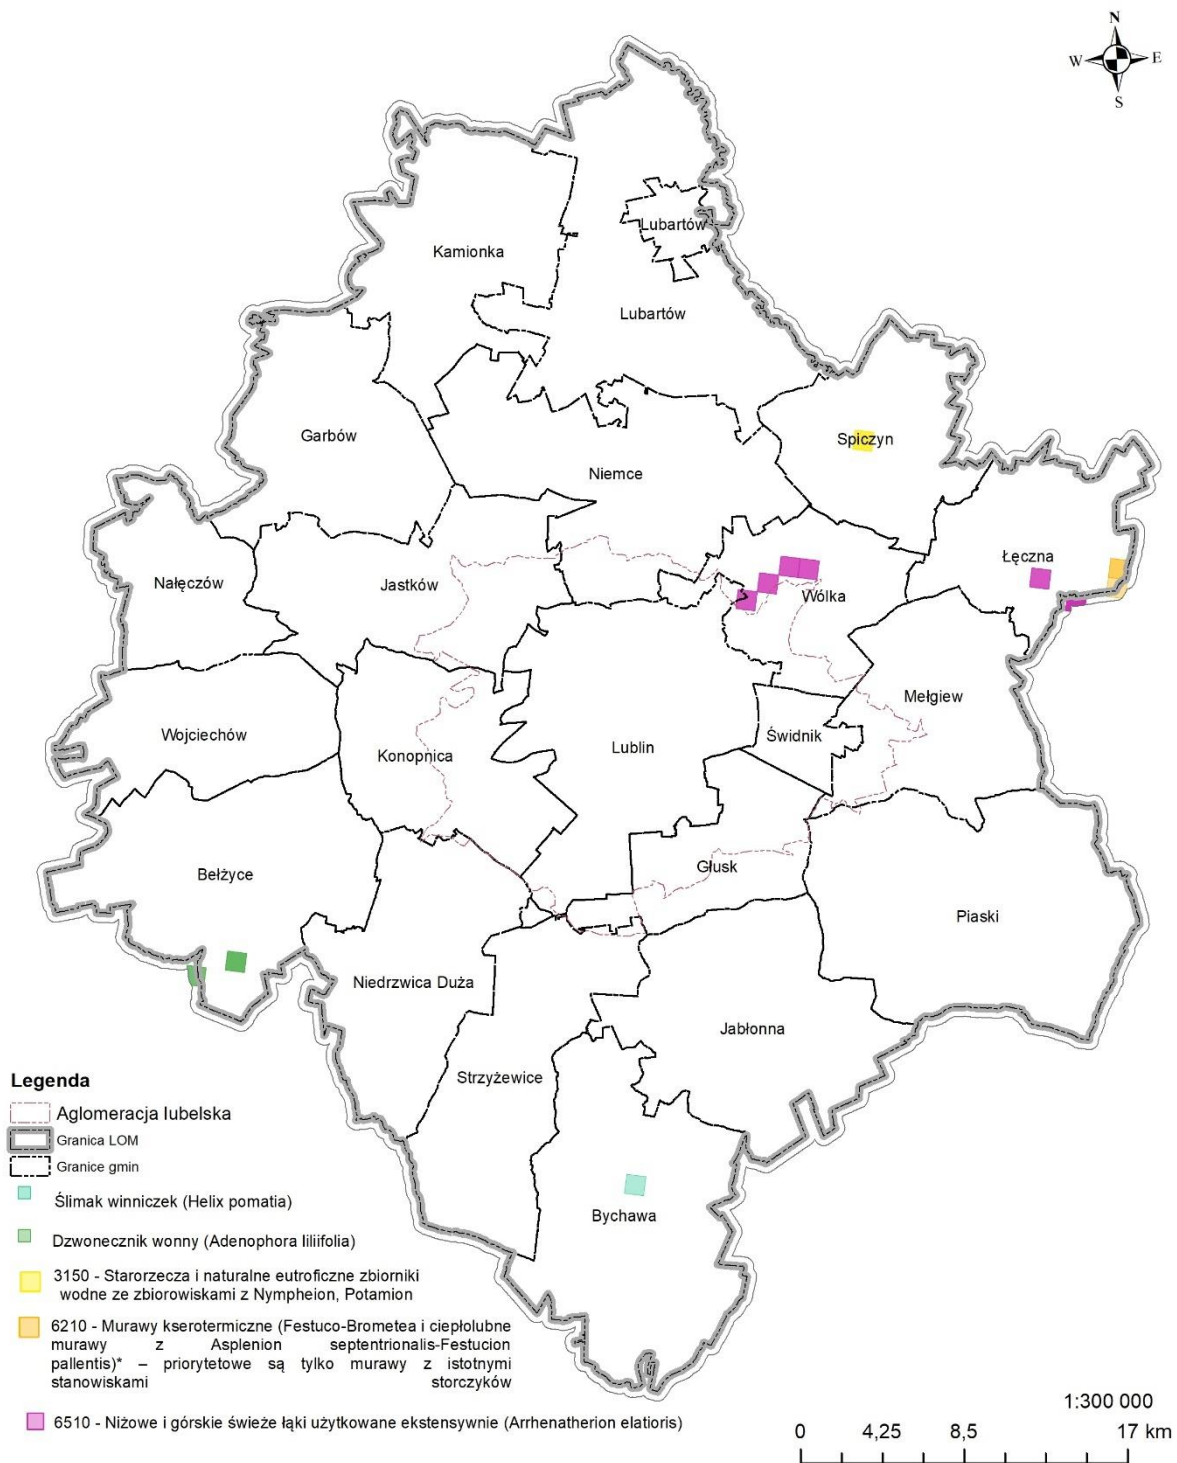 N
W E
S
Lubartów
Kamionka
Lubartów
Garbów
Spiczyn
Niemce
Łęczna
Nałęczów
Jastków
Wólka
Mełgiew
Wojciechów
Świdnik
Konopnica
Lublin
Głusk
Bełżyce
Piaski
Niedrzwica Duża
Jabłonna
Strzyżewice
Bychawa
Legenda
Aglomeracja lubelska
Granica LOM
Granice gmin
Ślimak winniczek (Helix pomatia)
Dzwonecznik wonny (Adenophora liliifolia)
3150 - Starorzecza i naturalne eutroficzne zbiorniki
wodne ze zbiorowiskami z Nympheion, Potamion
6210 - Murawy kserotermiczne (Festuco-Brometea i ciepłolubne
murawy z Asplenion septentrionalis-Festucion
pallentis)* – priorytetowe są tylko murawy z istotnymi
stanowiskami storczyków
6510 - Niżowe i górskie świeże łąki użytkowane ekstensywnie (Arrhenatherion elatioris)
1:300 000
0 4,25 8,5 17 km